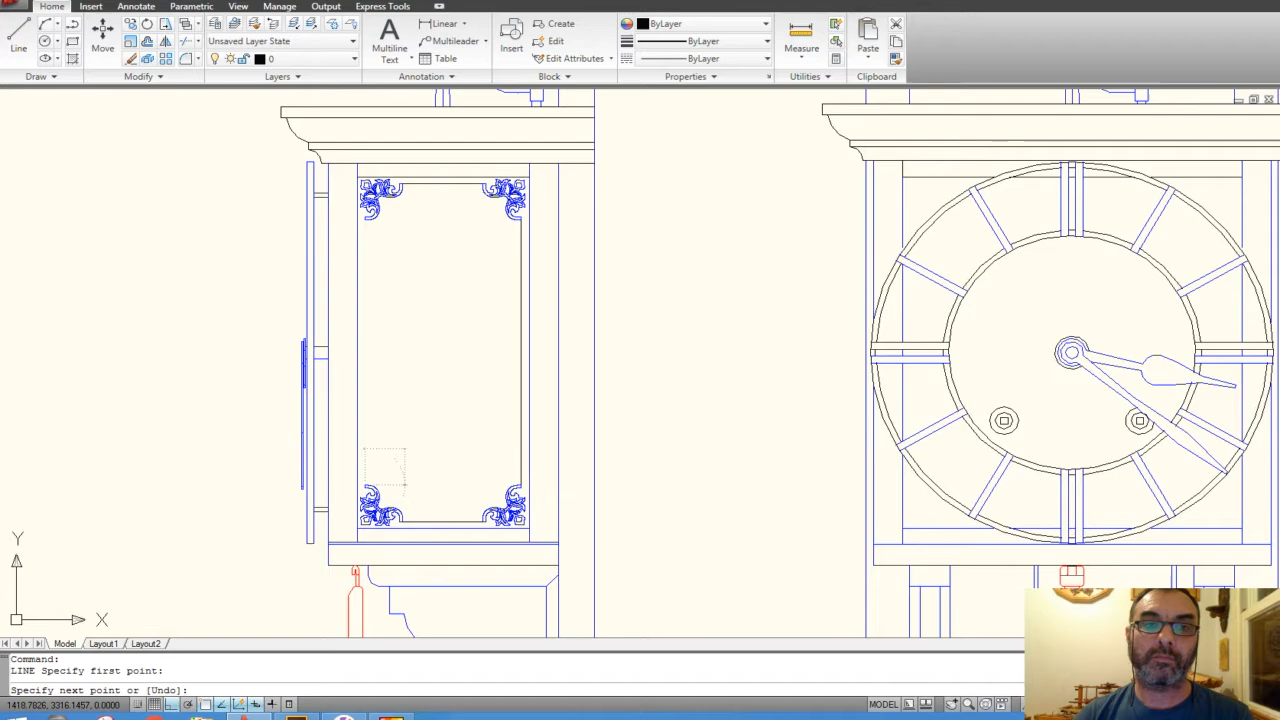 Home Insert Annotate Parametric View Manage Output Express Tools
Line
Move
Unsaved Layer State
0
Multiline
Text
Linear
Multileader
Table
Insert
Create
Edit
Edit Attributes
ByLayer
ByLayer
ByLayer
Measure
Paste
Draw Modify Layers Annotation Block Properties Utilities Clipboard
Y
X
Model Layout1 Layout2
Command:
LINE Specify first point:
Specify next point or [Undo]:
1418.7826, 3316.1457, 0.0000
MODEL